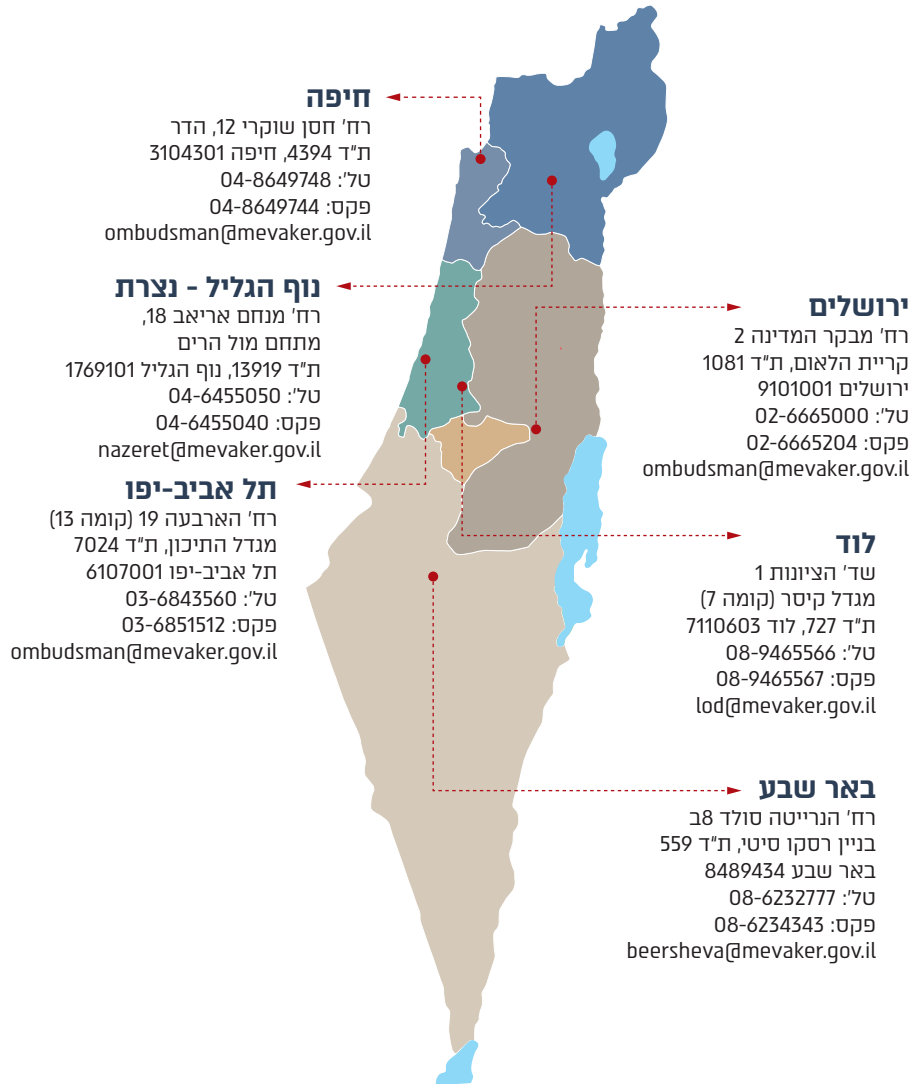 חיפה
רח' חסן שוקרי 12, הדר
ת"ד 4394, חיפה 3104301
טל': 04-8649748
פקס: 04-8649744
ombudsman@mevaker.gov.il
נוף הגליל - נצרת
רח' מנחם אריאב 18,
מתחם מול הרים
ת"ד 13919, נוף הגליל 1769101
טל': 04-6455050
פקס: 04-6455040
nazeret@mevaker.gov.il
תל אביב-יפו
רח' הארבעה 19 (קומה 13)
מגדל התיכון, ת"ד 7024
תל אביב-יפו 6107001
טל': 03-6843560
פקס: 03-6851512
ombudsman@mevaker.gov.il
ירושלים
רח' מבקר המדינה 2
קריית הלאום, ת"ד 1081
ירושלים 9101001
טל': 02-6665000
פקס: 02-6665204
ombudsman@mevaker.gov.il
לוד
שד' הציונות 1
מגדל קיסר (קומה 7)
ת"ד 727, לוד 7110603
טל': 08-9465566
פקס: 08-9465567
lod@mevaker.gov.il
באר שבע
רח' הנרייטה סולד 8ב
בניין רסקו סיטי, ת"ד 559
באר שבע 8489434
טל': 08-6232777
פקס: 08-6234343
beersheva@mevaker.gov.il